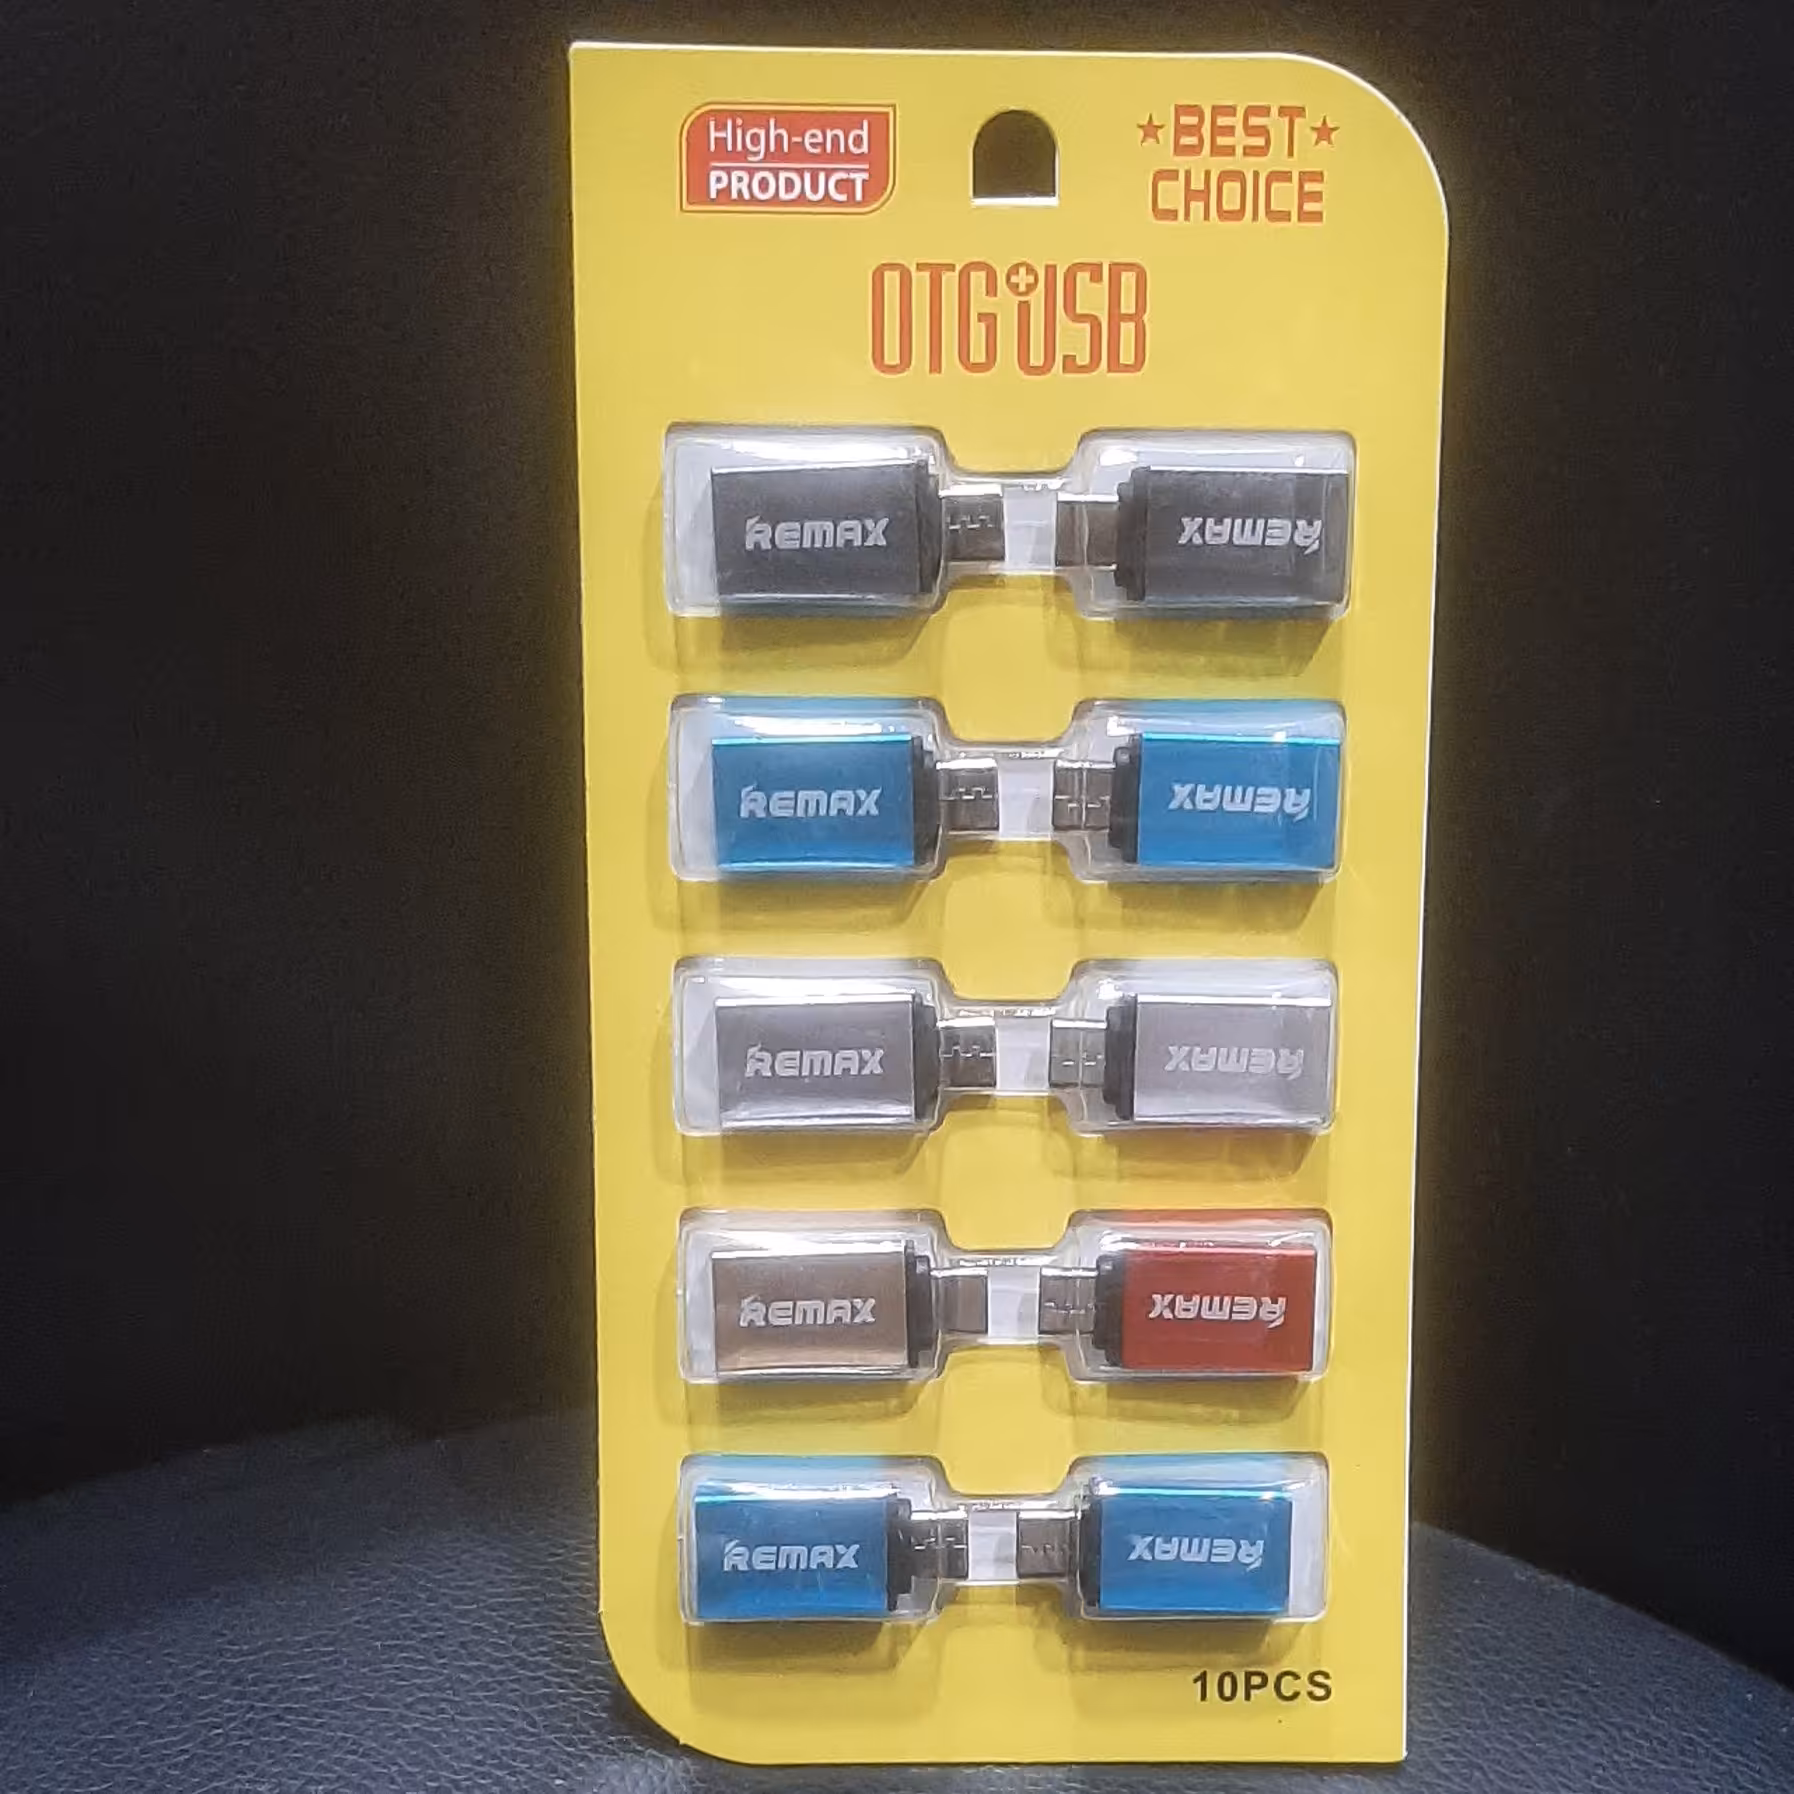 High-end
PRODUCT
★BEST★
CHOICE
OTG USB
REMAX REMAX
REMAX REMAX
REMAX REMAX
REMAX REMAX
REMAX REMAX
10PCS